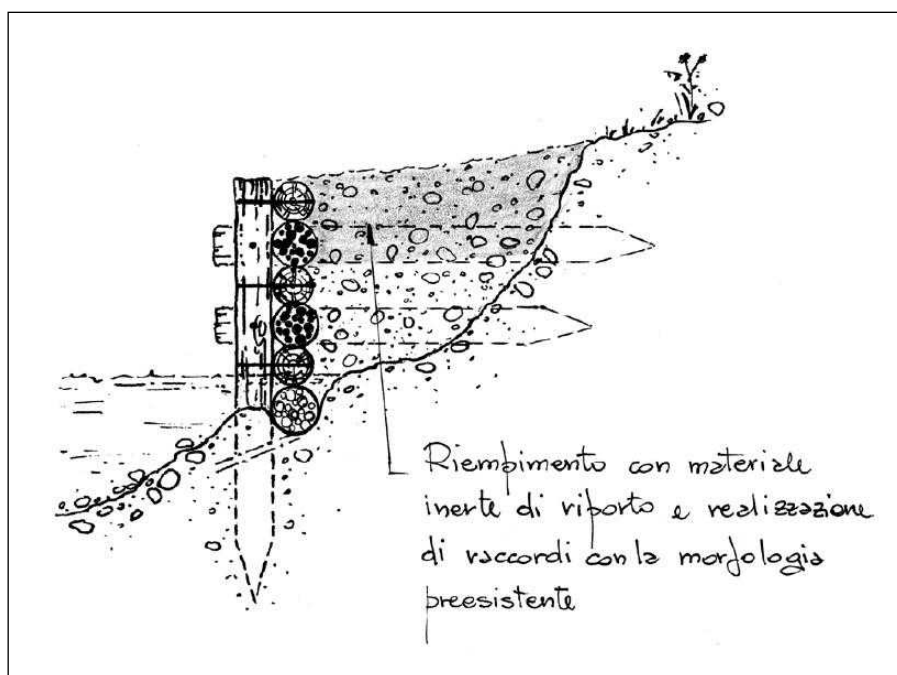 Riempimento con materiale
inerte di riporto e realizzazione
di raccordi con la morfologia
preesistente